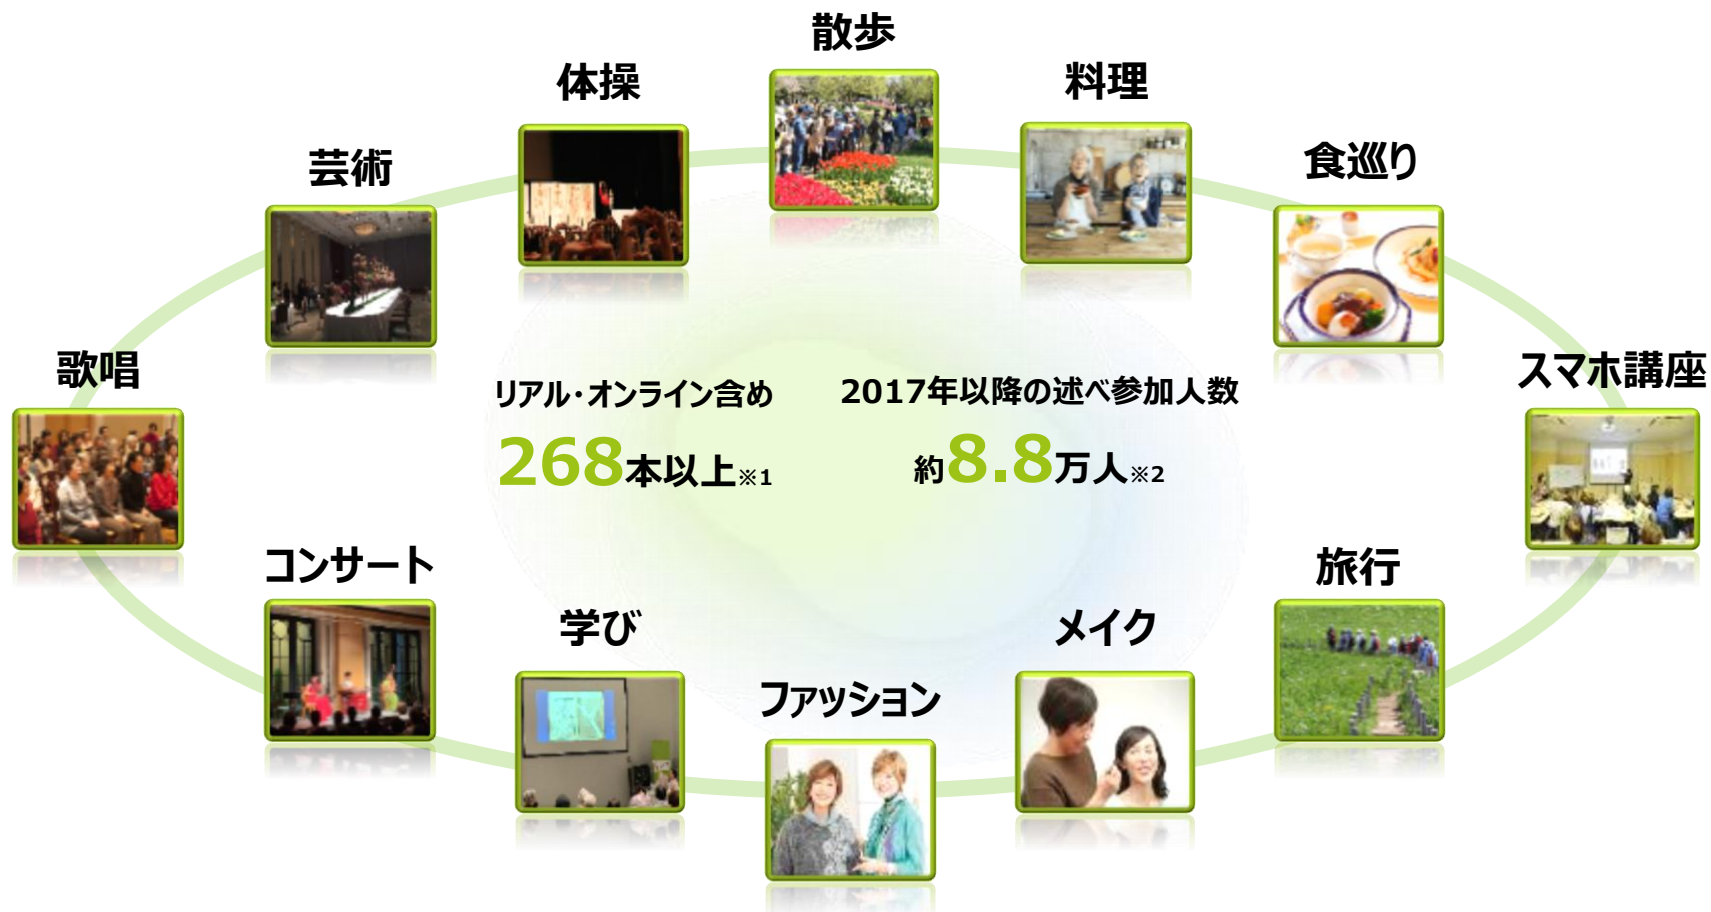 散歩
体操
料理
芸術
食巡り
歌唱
スマホ講座
リアル・オンライン含め
268本以上※1
2017年以降の述べ参加人数
約8.8万人※2
コンサート
旅行
学び
メイク
ファッション